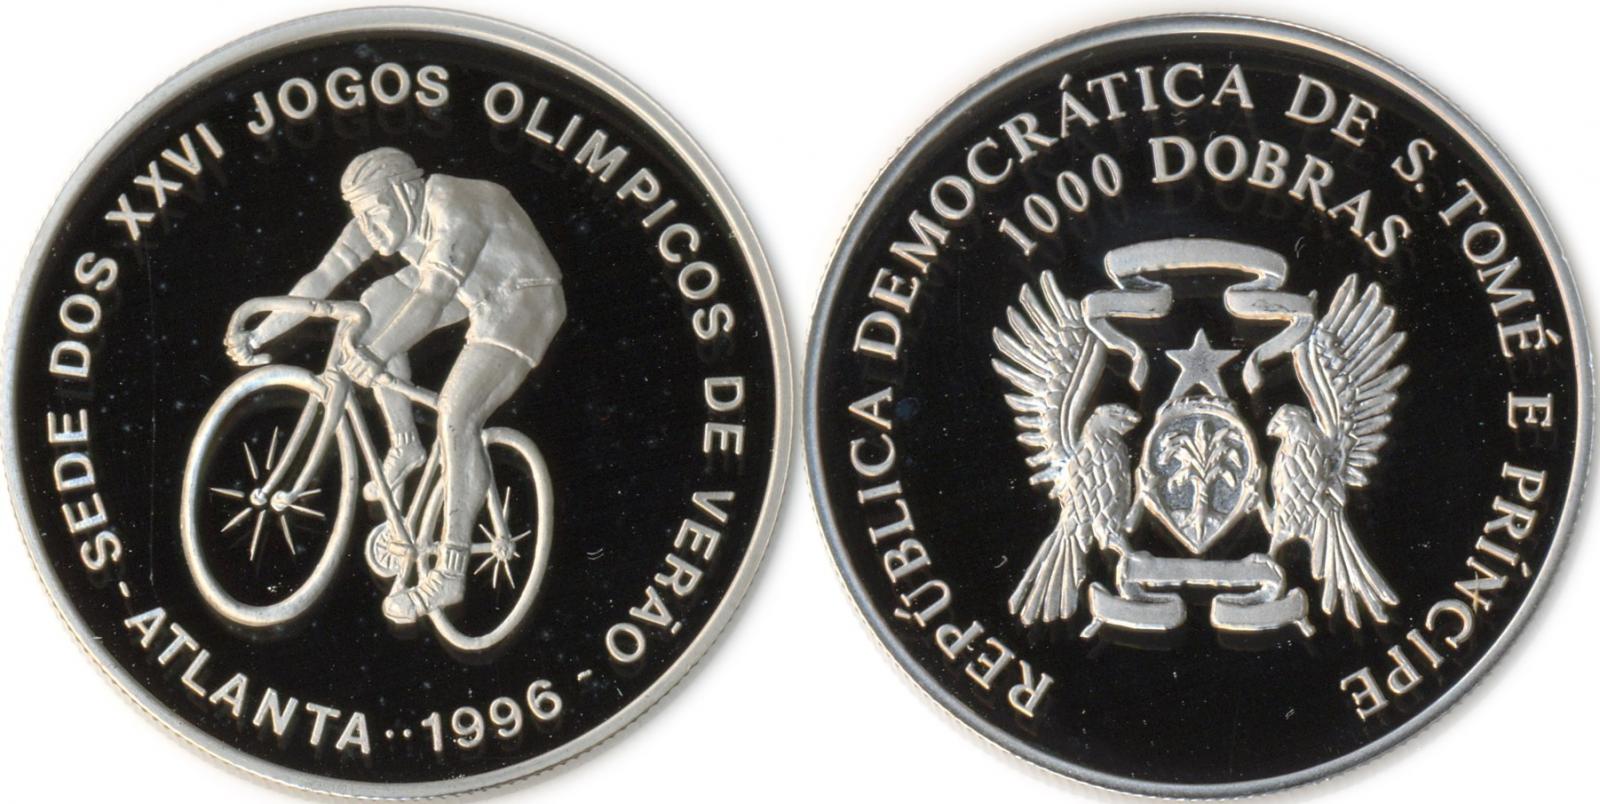 SEDE DOS XXVI JOGOS OLIMPICOS DE VERÃO
- ATLANTA · · 1996 -
REPÚBLICA DEMOCRÁTICA DE S. TOMÉ E PRÍNCIPE
1000 DOBRAS